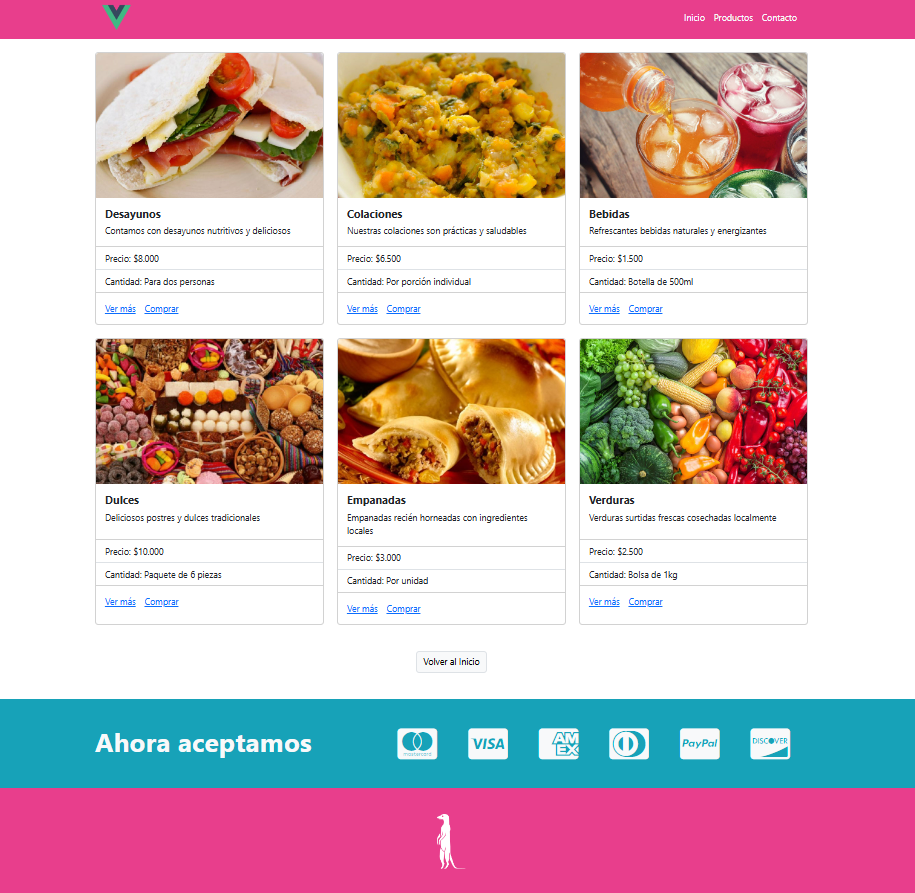 Inicio Productos Contacto
Desayunos
Contamos con desayunos nutritivos y deliciosos
Precio: $8.000
Cantidad: Para dos personas
Ver más Comprar
Colaciones
Nuestras colaciones son prácticas y saludables
Precio: $6.500
Cantidad: Por porción individual
Ver más Comprar
Bebidas
Refrescantes bebidas naturales y energizantes
Precio: $1.500
Cantidad: Botella de 500ml
Ver más Comprar
Dulces
Deliciosos postres y dulces tradicionales
Precio: $10.000
Cantidad: Paquete de 6 piezas
Ver más Comprar
Empanadas
Empanadas recién horneadas con ingredientes
locales
Precio: $3.000
Cantidad: Por unidad
Ver más Comprar
Verduras
Verduras surtidas frescas cosechadas localmente
Precio: $2.500
Cantidad: Bolsa de 1kg
Ver más Comprar
Volver al Inicio
Ahora aceptamos
mastercard
VISA
AM
EX
PayPal
DISCOVER